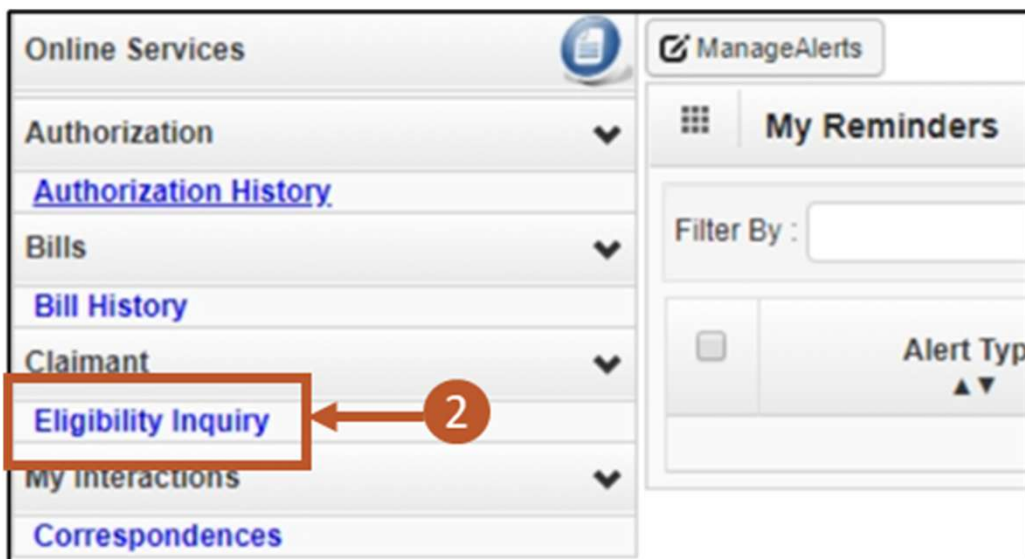 Online Services
Authorization
Authorization History
Bills
Bill History
Claimant
Eligibility Inquiry
2
My Interactions
Correspondences
ManageAlerts
My Reminders
Filter By :
Alert Typ